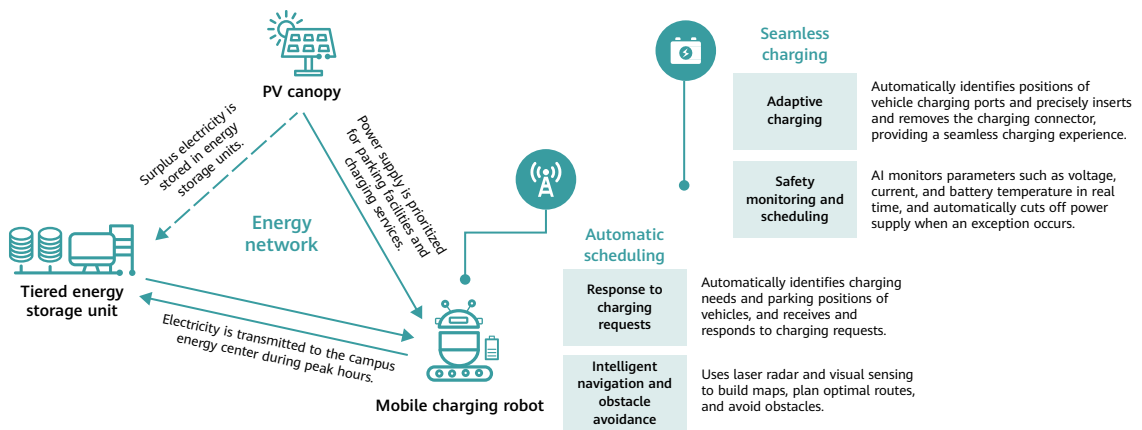 PV canopy
Surplus electricity is
stored in energy
storage units.
Power supply is prioritized
for parking facilities and
charging services.
Energy
network
Tiered energy
storage unit
Electricity is transmitted to the campus
energy center during peak hours.
Mobile charging robot
Automatic
scheduling
Response to
charging
requests
Automatically identifies charging
needs and parking positions of
vehicles, and receives and
responds to charging requests.
Intelligent
navigation and
obstacle
avoidance
Uses laser radar and visual sensing
to build maps, plan optimal routes,
and avoid obstacles.
Seamless
charging
Adaptive
charging
Automatically identifies positions of
vehicle charging ports and precisely inserts
and removes the charging connector,
providing a seamless charging experience.
Safety
monitoring and
scheduling
AI monitors parameters such as voltage,
current, and battery temperature in real
time, and automatically cuts off power
supply when an exception occurs.